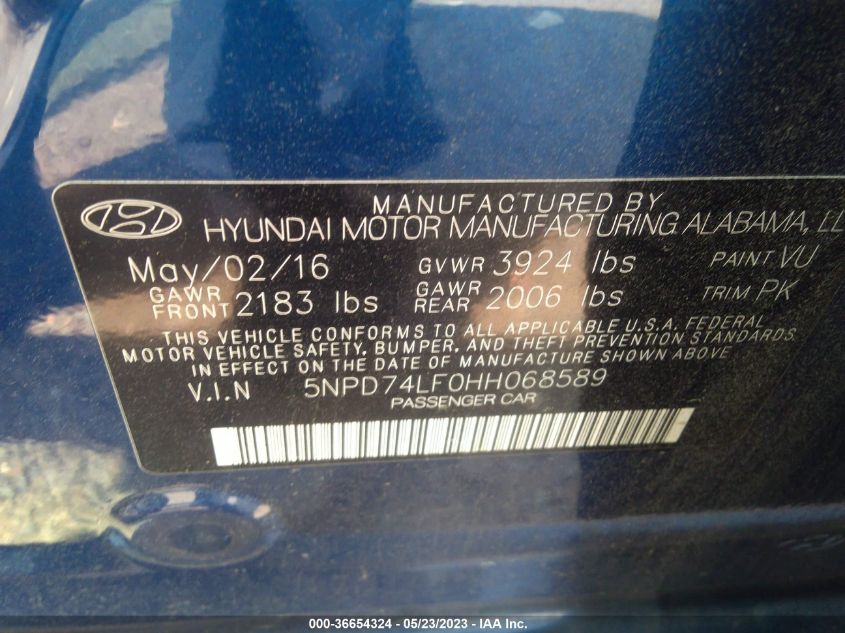 MANUFACTURED BY
HYUNDAI MOTOR MANUFACTURING ALABAMA, LL
May/02/16 GVWR 3924 lbs PAINT VU
GAWR FRONT 2183 lbs GAWR REAR 2006 lbs TRIM PK
THIS VEHICLE CONFORMS TO ALL APPLICABLE U.S.A. FEDERAL
MOTOR VEHICLE SAFETY, BUMPER, AND THEFT PREVENTION STANDARDS
IN EFFECT ON THE DATE OF MANUFACTURE SHOWN ABOVE
V.I.N 5NPD74LF0HH068589
PASSENGER CAR
000-36654324 - 05/23/2023 - IAA Inc.